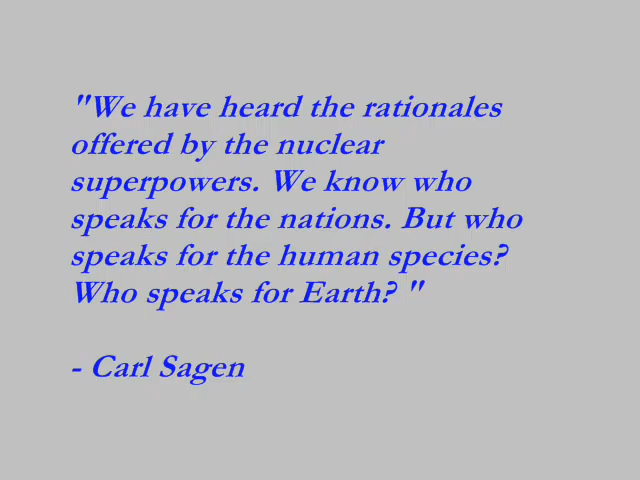 "We have heard the rationales
offered by the nuclear
superpowers. We know who
speaks for the nations. But who
speaks for the human species?
Who speaks for Earth? "
- Carl Sagen